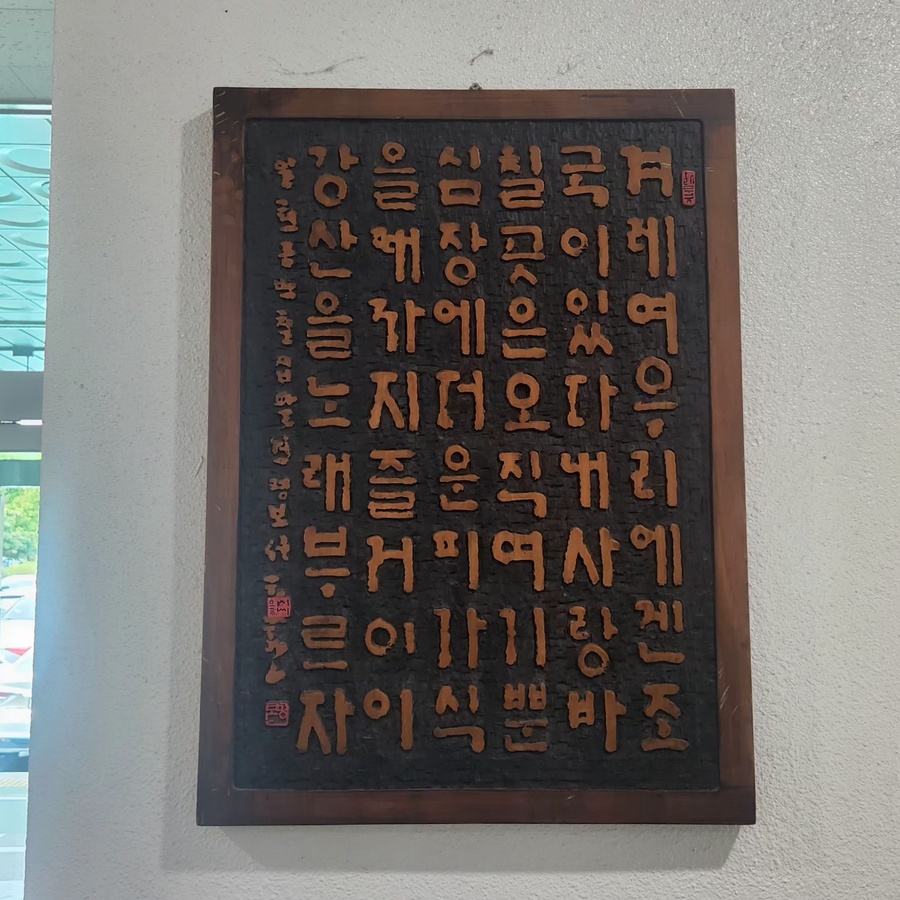 겨레여우리에겐조
국이있다내사랑바
칠곳은오직여기뿐
심장에더운피가식
을때까지즐거이이
강산을노래부르자